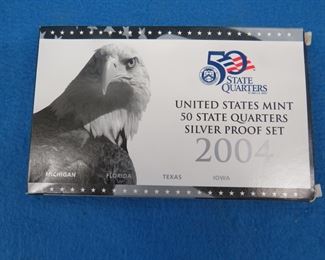 50
STATE
QUARTERS
UNITED STATES MINT
50 STATE QUARTERS
SILVER PROOF SET
2004
MICHIGAN FLORIDA TEXAS IOWA